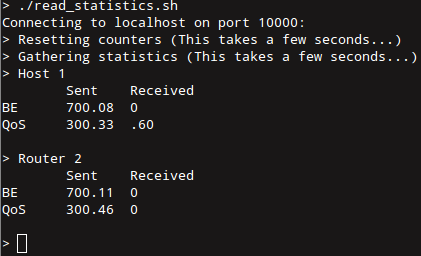 > ./read_statistics.sh
Connecting to localhost on port 10000:
> Resetting counters (This takes a few seconds...)
> Gathering statistics (This takes a few seconds...)
> Host 1
Sent Received
BE 700.08 0
QoS 300.33 .60
> Router 2
Sent Received
BE 700.11 0
QoS 300.46 0
>